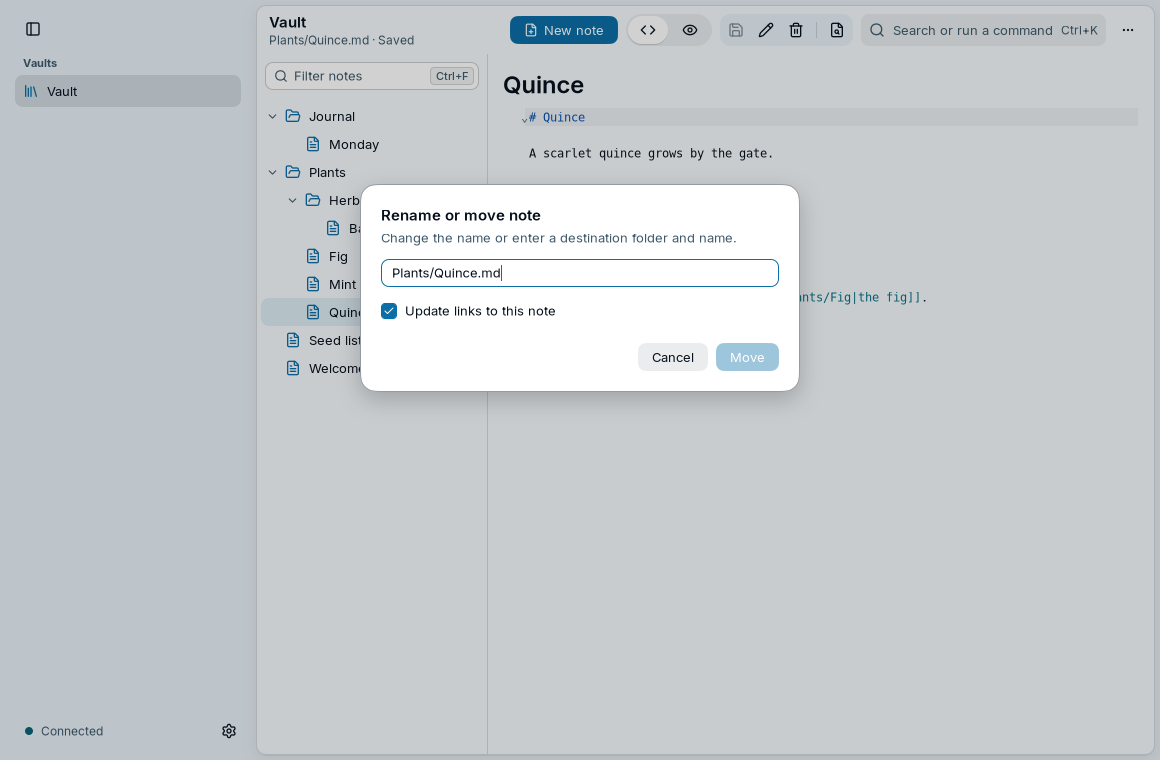 Vaults
Vault
Connected
Vault
Plants/Quince.md · Saved
New note
Search or run a command Ctrl+K
Filter notes Ctrl+F
Journal
Monday
Plants
Fig
Mint
Seed list
Welcome
Quince
# Quince
A scarlet quince grows by the gate.
the fig]].
Rename or move note
Change the name or enter a destination folder and name.
Plants/Quince.md
Update links to this note
Cancel
Move